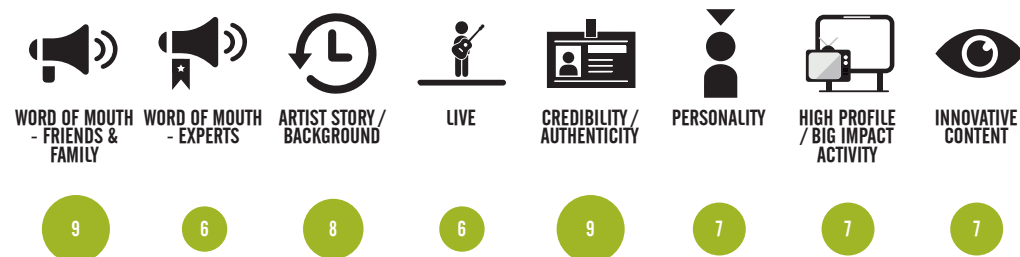 WORD OF MOUTH
- FRIENDS &
FAMILY
WORD OF MOUTH
- EXPERTS
ARTIST STORY /
BACKGROUND
LIVE
CREDIBILITY /
AUTHENTICITY
PERSONALITY
HIGH PROFILE
/ BIG IMPACT
ACTIVITY
INNOVATIVE
CONTENT
9
6
8
6
9
7
7
7